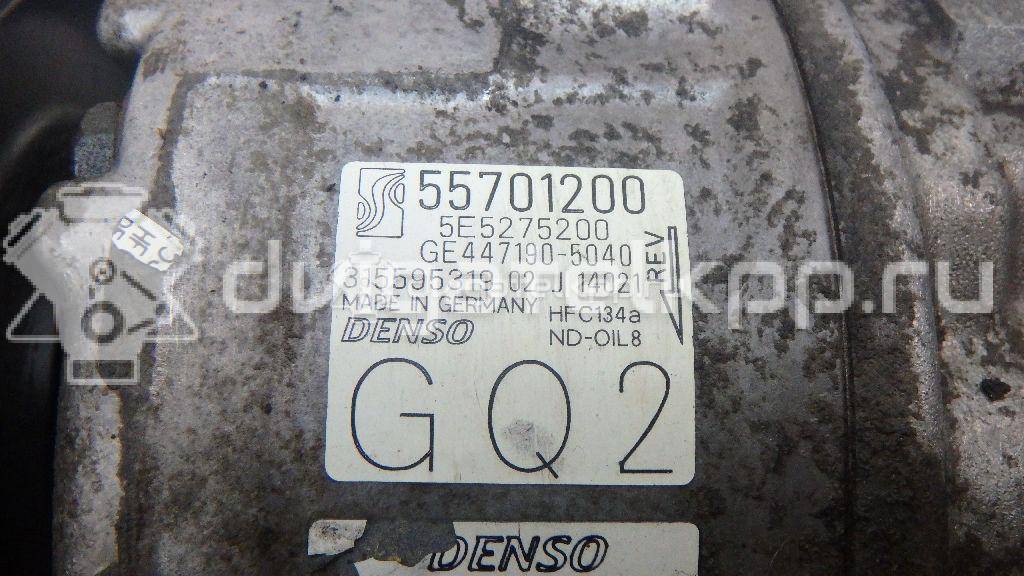 55701200
5E5275200
GE447190-5040
315595319 02 J 14021
REV
MADE IN GERMANY HFC134a
DENSO ND-OIL8
GQ2
DENSO